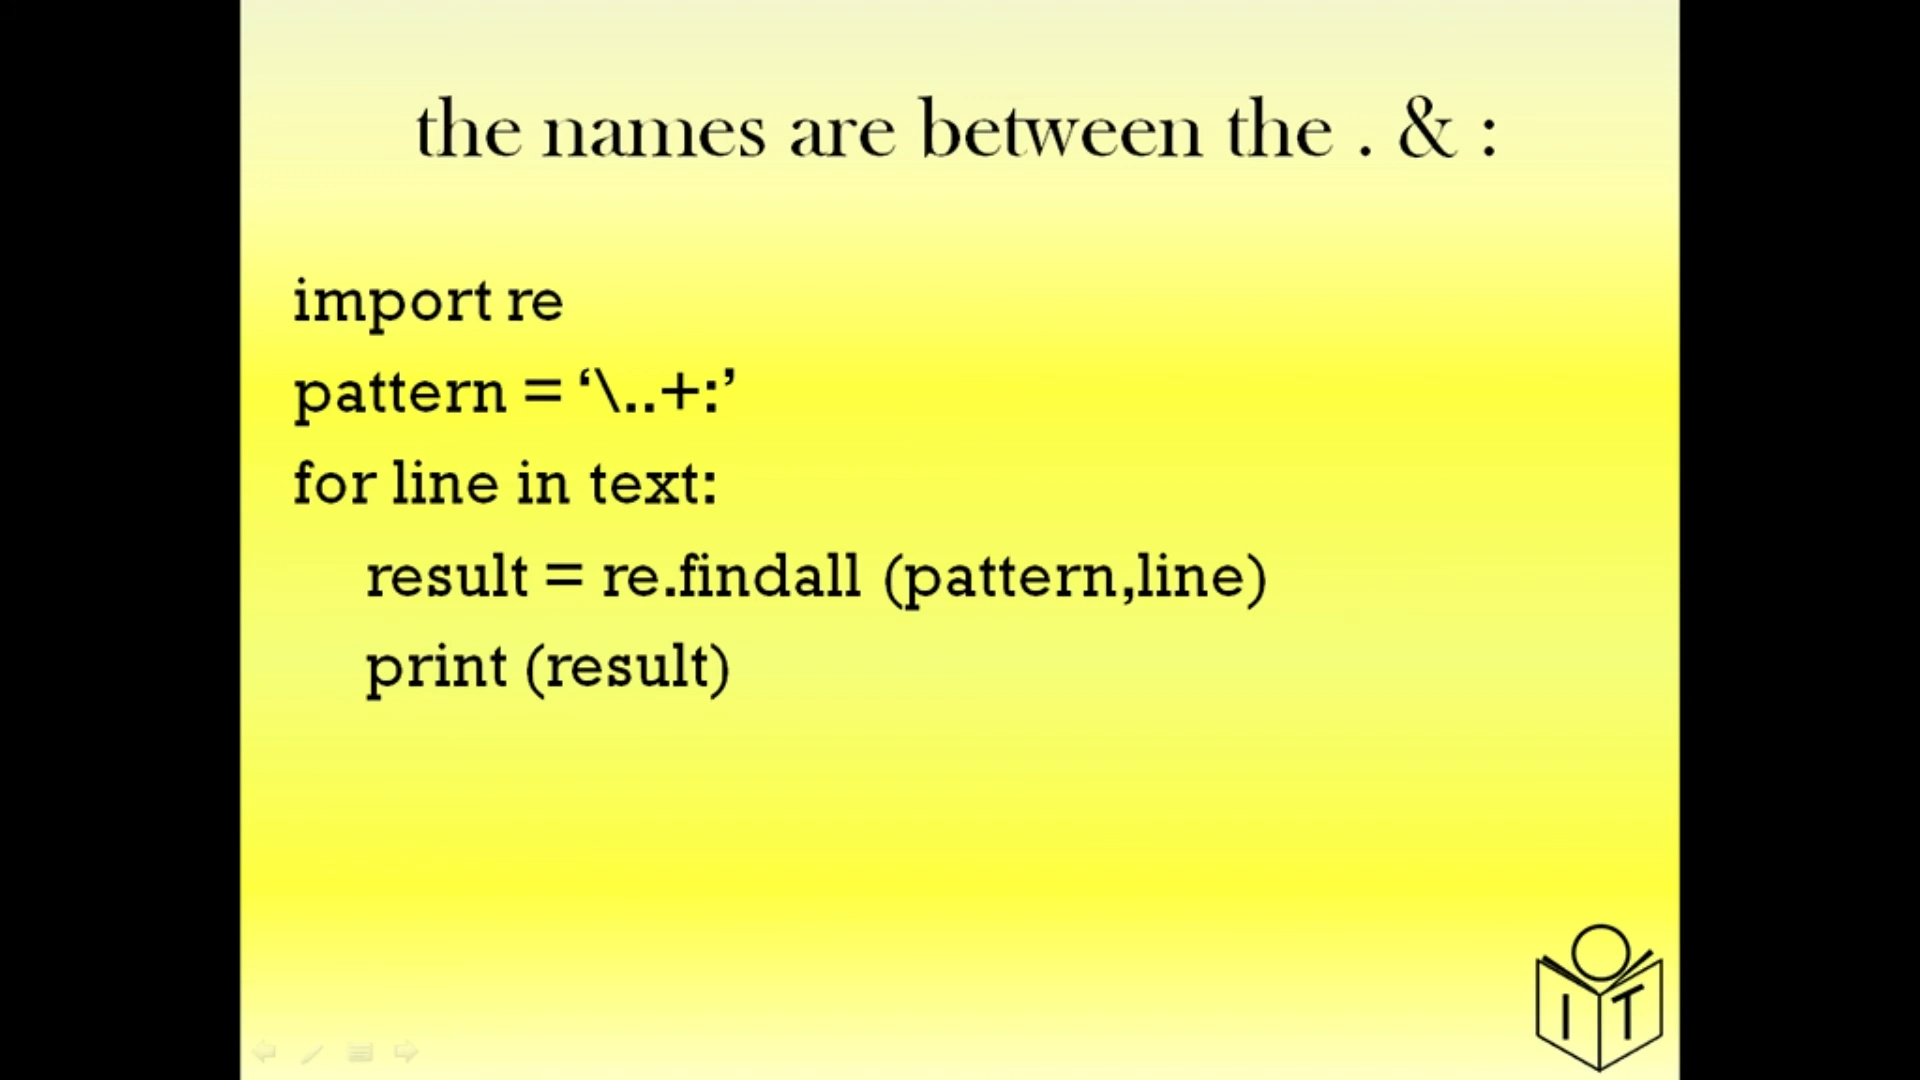 the names are between the . & :
import re
pattern = ‘\..+:’
for line in text:
result = re.findall (pattern,line)
print (result)
I T